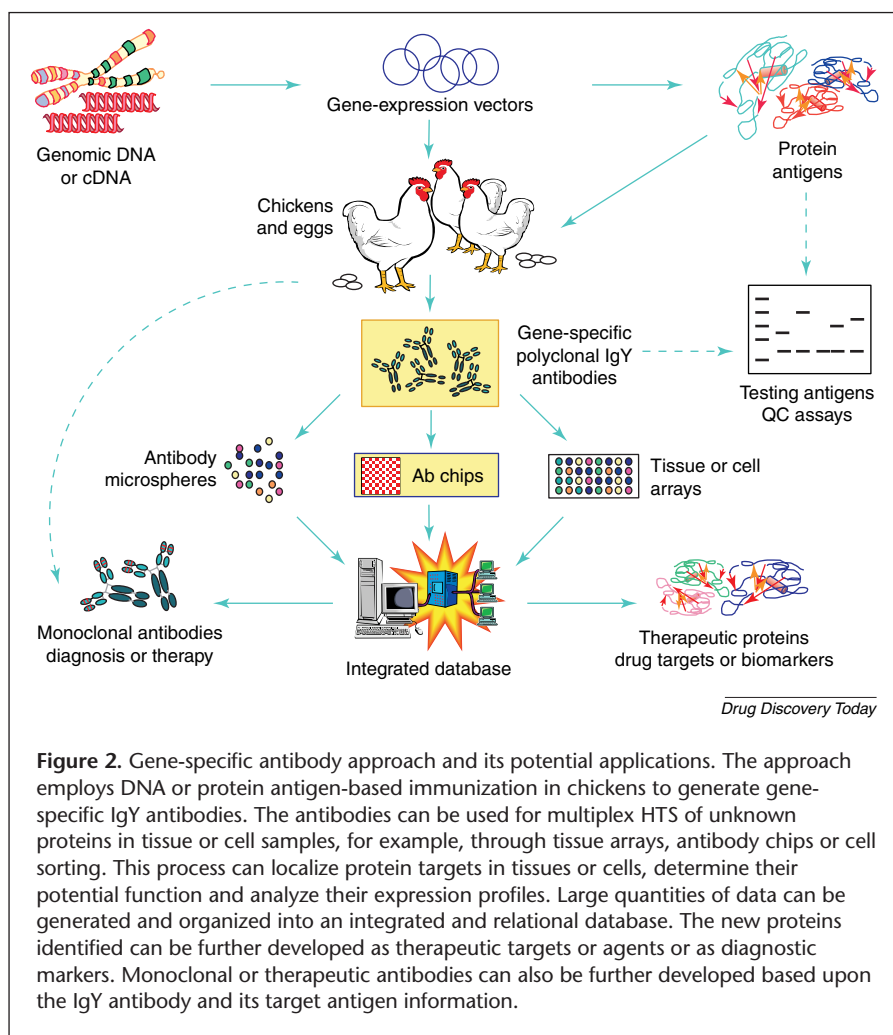 Genomic DNA
or cDNA
Gene-expression vectors
Protein
antigens
Chickens
and eggs
Gene-specific
polyclonal IgY
antibodies
Testing antigens
QC assays
Antibody
microspheres
Ab chips
Tissue or cell
arrays
Monoclonal antibodies
diagnosis or therapy
Integrated database
Therapeutic proteins
drug targets or biomarkers
Drug Discovery Today
Figure 2. Gene-specific antibody approach and its potential applications. The approach
employs DNA or protein antigen-based immunization in chickens to generate gene-
specific IgY antibodies. The antibodies can be used for multiplex HTS of unknown
proteins in tissue or cell samples, for example, through tissue arrays, antibody chips or cell
sorting. This process can localize protein targets in tissues or cells, determine their
potential function and analyze their expression profiles. Large quantities of data can be
generated and organized into an integrated and relational database. The new proteins
identified can be further developed as therapeutic targets or agents or as diagnostic
markers. Monoclonal or therapeutic antibodies can also be further developed based upon
the IgY antibody and its target antigen information.